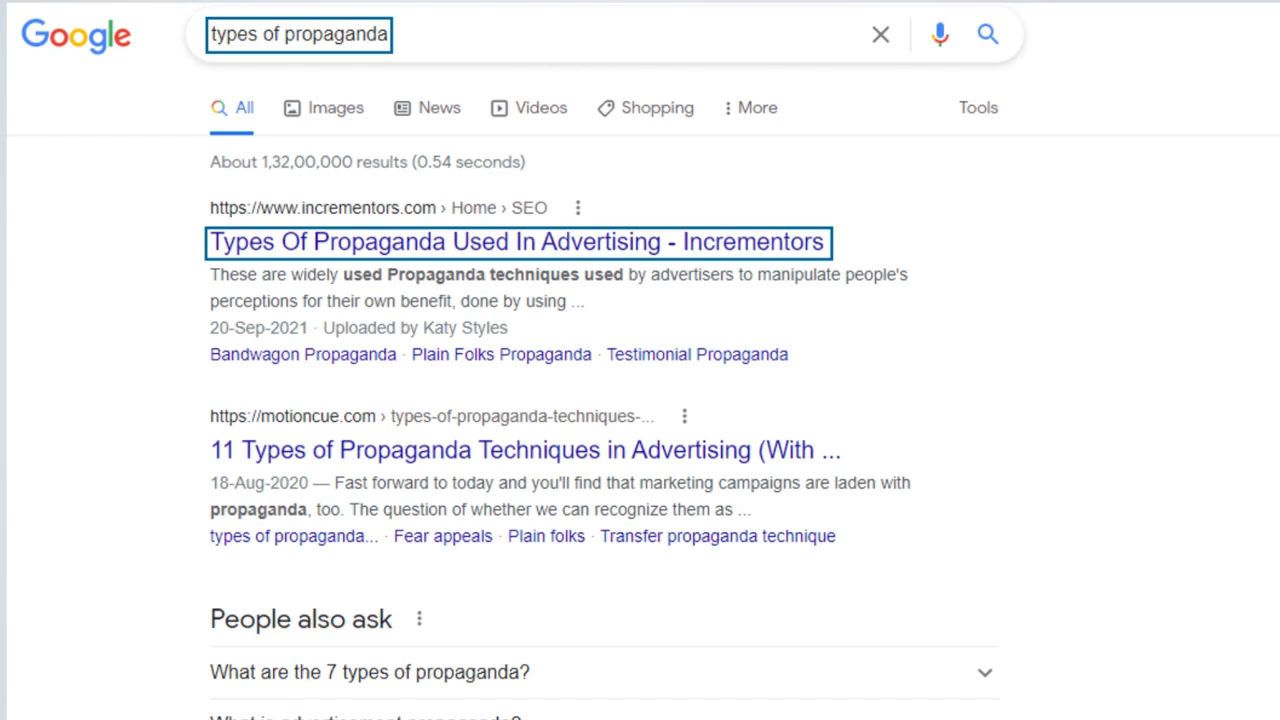 Google
types of propaganda
All Images News Videos Shopping More Tools
About 1,32,00,000 results (0.54 seconds)
https://www.incrementors.com › Home › SEO
Types Of Propaganda Used In Advertising - Incrementors
These are widely used Propaganda techniques used by advertisers to manipulate people's
perceptions for their own benefit, done by using ...
20-Sep-2021 · Uploaded by Katy Styles
Bandwagon Propaganda · Plain Folks Propaganda · Testimonial Propaganda
https://motioncue.com › types-of-propaganda-techniques-...
11 Types of Propaganda Techniques in Advertising (With ...
18-Aug-2020 — Fast forward to today and you'll find that marketing campaigns are laden with
propaganda, too. The question of whether we can recognize them as ...
types of propaganda... · Fear appeals · Plain folks · Transfer propaganda technique
People also ask
What are the 7 types of propaganda?
What is advertisement propaganda?